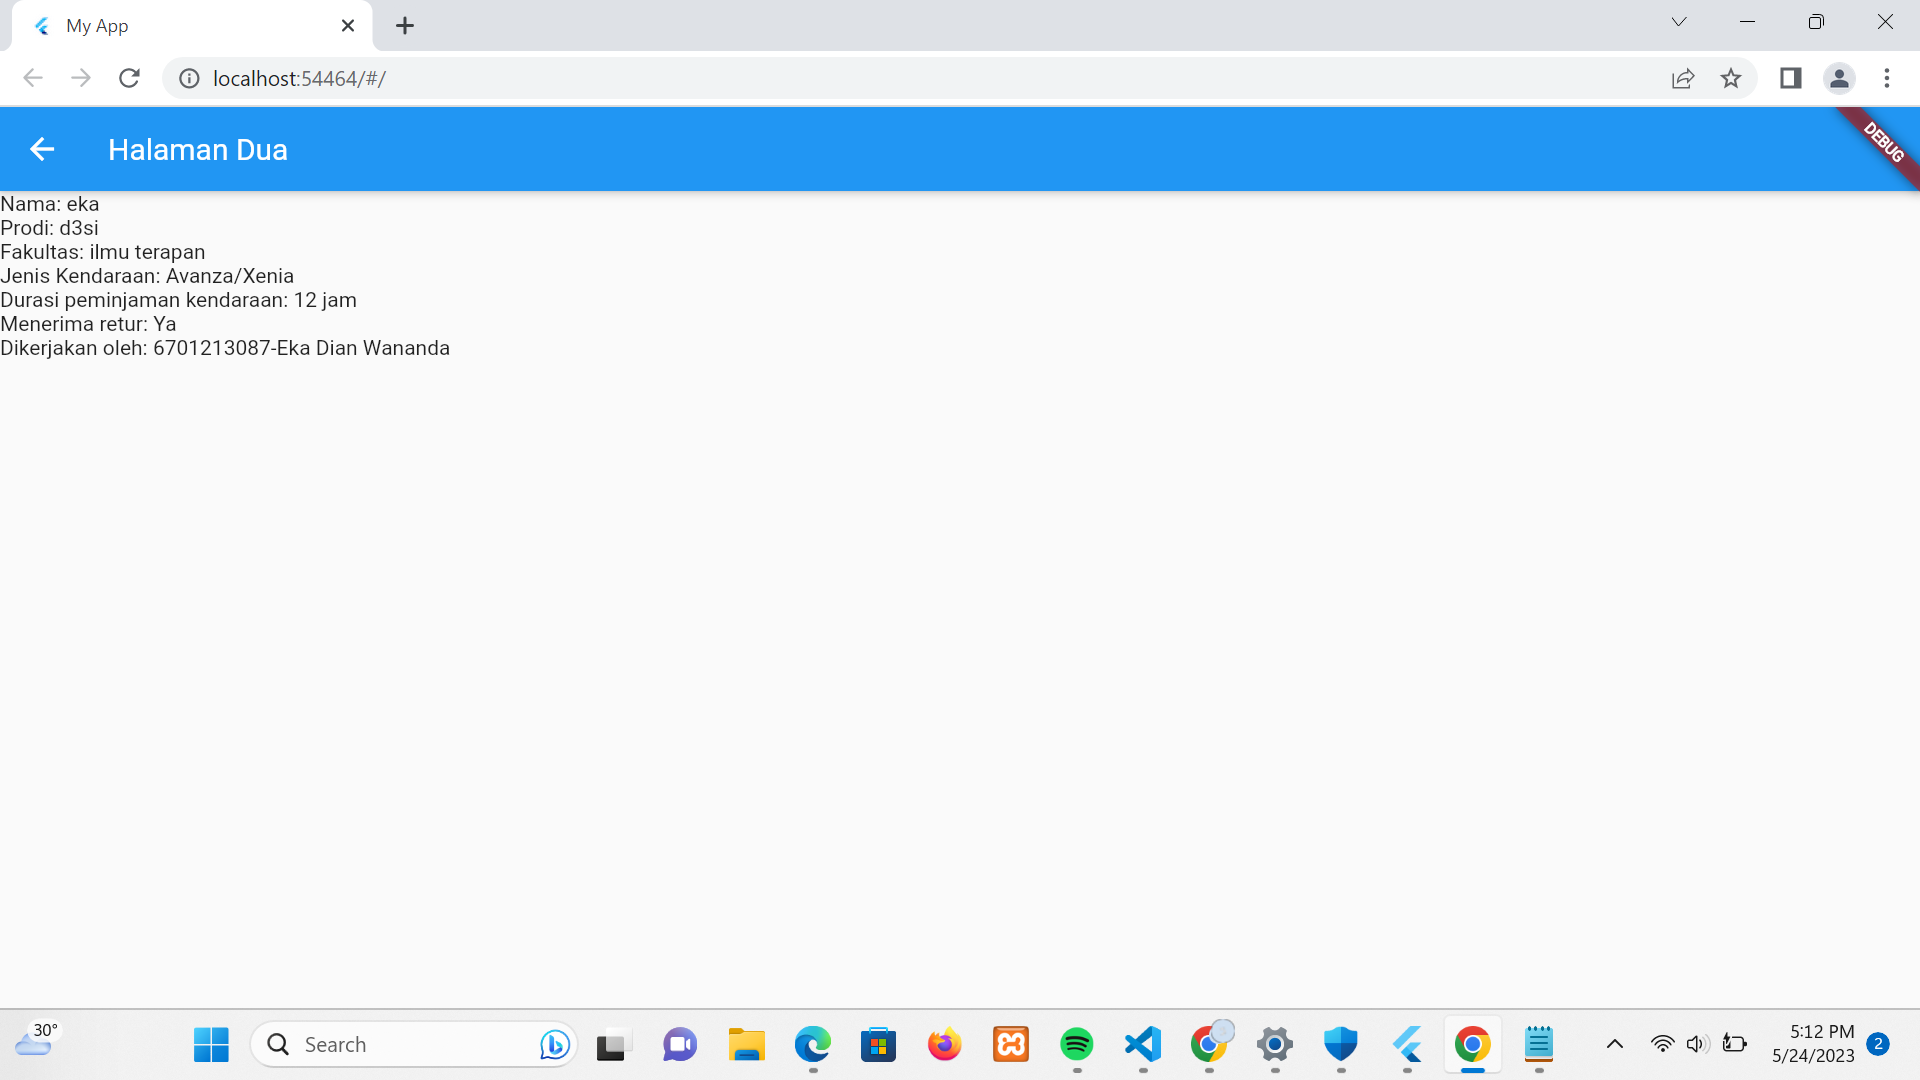 My App
localhost:54464/#/
Halaman Dua
DEBUG
Nama: eka
Prodi: d3si
Fakultas: ilmu terapan
Jenis Kendaraan: Avanza/Xenia
Durasi peminjaman kendaraan: 12 jam
Menerima retur: Ya
Dikerjakan oleh: 6701213087-Eka Dian Wananda
30°
Search
5:12 PM
5/24/2023
2